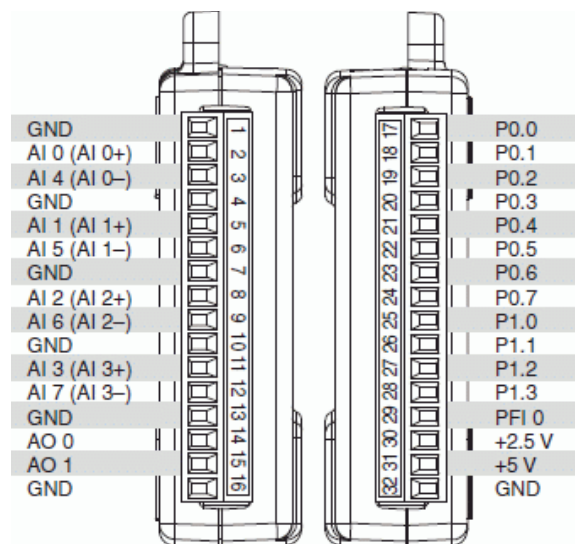 GND 1
AI 0 (AI 0+) 2
AI 4 (AI 0–) 3
GND 4
AI 1 (AI 1+) 5
AI 5 (AI 1–) 6
GND 7
AI 2 (AI 2+) 8
AI 6 (AI 2–) 9
GND 10
AI 3 (AI 3+) 11
AI 7 (AI 3–) 12
GND 13
AO 0 14
AO 1 15
GND 16
17 P0.0
18 P0.1
19 P0.2
20 P0.3
21 P0.4
22 P0.5
23 P0.6
24 P0.7
25 P1.0
26 P1.1
27 P1.2
28 P1.3
29 PFI 0
30 +2.5 V
31 +5 V
32 GND